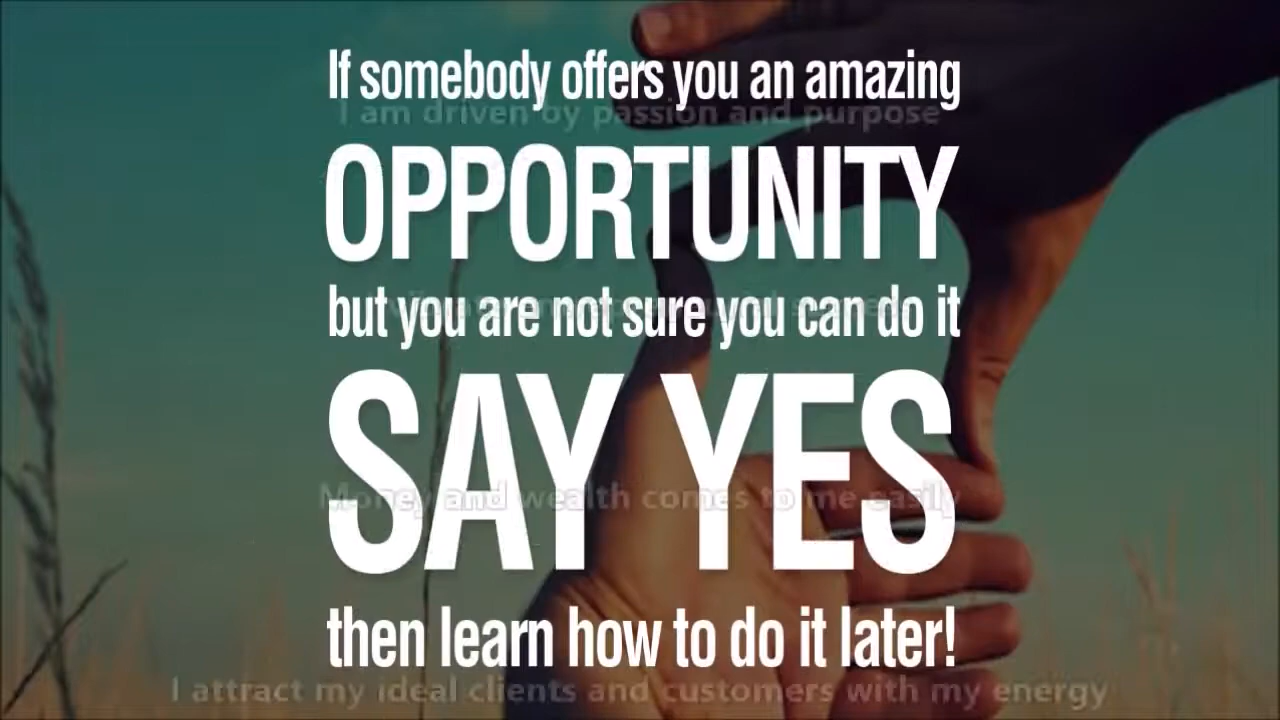 If somebody offers you an amazing
I am driven by passion and purpose
OPPORTUNITY
but you are not sure you can do it
SAY YES
Money and wealth comes to me easily
then learn how to do it later!
I attract my ideal clients and customers with my energy